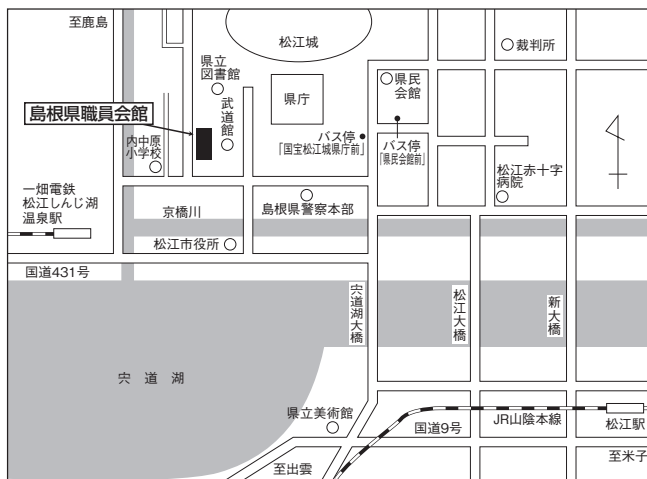 至鹿島
松江城
裁判所
県立
図書館
県民
会館
県庁
武道館
島根県職員会館
バス停
「国宝松江城県庁前」
バス停
「県民会館前」
内中原
小学校
松江赤十字
病院
一畑電鉄
松江しんじ湖
温泉駅
京橋川
島根県警察本部
松江市役所
国道431号
宍道湖大橋
松江大橋
新大橋
宍道湖
県立美術館
国道9号
JR山陰本線
松江駅
至出雲
至米子